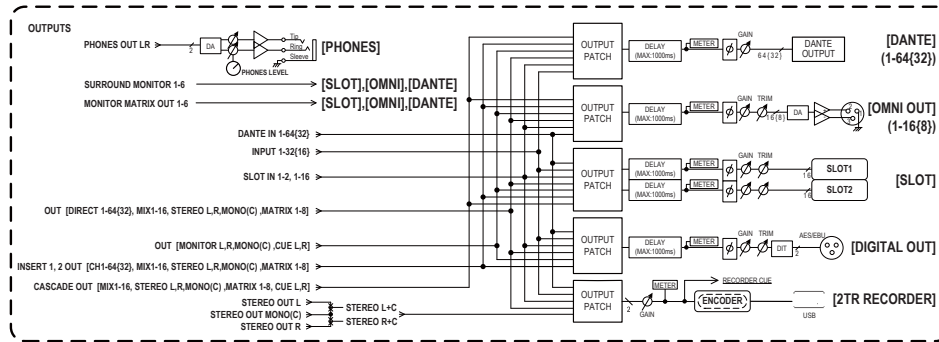 OUTPUTS
PHONES OUT LR
2
DA
Tip
Ring
Sleeve
PHONES LEVEL
[PHONES]
SURROUND MONITOR 1-6
[SLOT],[OMNI],[DANTE]
MONITOR MATRIX OUT 1-6
[SLOT],[OMNI],[DANTE]
DANTE IN 1-64{32}
INPUT 1-32{16}
SLOT IN 1-2, 1-16
OUT [DIRECT 1-64{32}, MIX1-16, STEREO L,R,MONO(C) ,MATRIX 1-8]
OUT [MONITOR L,R,MONO(C) ,CUE L,R]
INSERT 1, 2 OUT [CH1-64{32}, MIX1-16, STEREO L,R,MONO(C) ,MATRIX 1-8]
CASCADE OUT [MIX1-16, STEREO L,R,MONO(C) ,MATRIX 1-8, CUE L,R]
STEREO OUT L
STEREO OUT MONO(C)
STEREO OUT R
STEREO L+C
STEREO R+C
OUTPUT
PATCH
DELAY
(MAX:1000ms)
METER
ϕ
GAIN
64{32}
DANTE
OUTPUT
[DANTE]
(1-64{32})
OUTPUT
PATCH
DELAY
(MAX:1000ms)
METER
ϕ
GAIN TRIM
16{8}
DA
2
3
1
[OMNI OUT]
(1-16{8})
OUTPUT
PATCH
DELAY
(MAX:1000ms)
METER
ϕ
GAIN TRIM
16
SLOT1
DELAY
(MAX:1000ms)
METER
ϕ
16
SLOT2
[SLOT]
OUTPUT
PATCH
DELAY
(MAX:1000ms)
METER
ϕ
GAIN TRIM
DIT
2
AES/EBU
[DIGITAL OUT]
OUTPUT
PATCH
2
GAIN
METER
RECORDER CUE
ENCODER
USB
[2TR RECORDER]